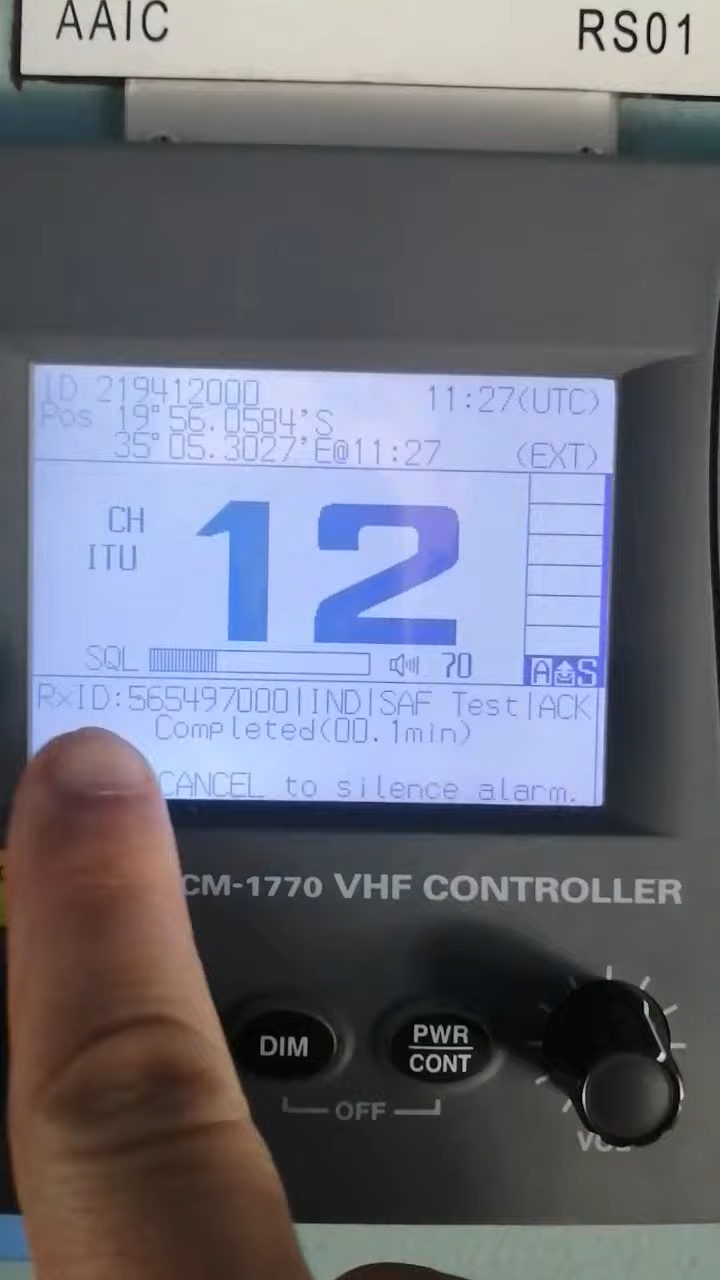 AAIC RS01
ID 219412000 11:27(UTC)
Pos 19°56.0584'S
35°05.3027'E@11:27 (EXT)
CH
ITU
12
SQL 70
A S
RxID:565497000|IND|SAF Test|ACK
Completed(00.1min)
CANCEL to silence alarm.
CM-1770 VHF CONTROLLER
DIM
PWR
CONT
OFF